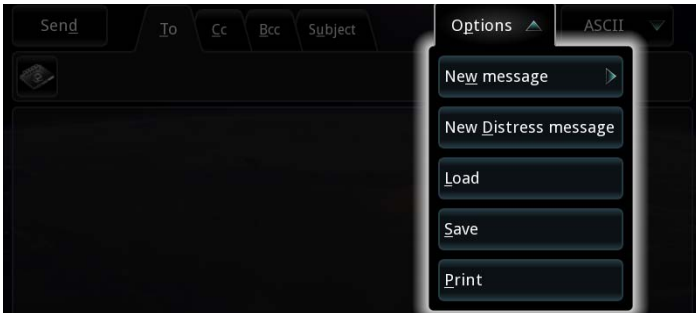 Send To Cc Bcc Subject Options ASCII
New message
New Distress message
Load
Save
Print